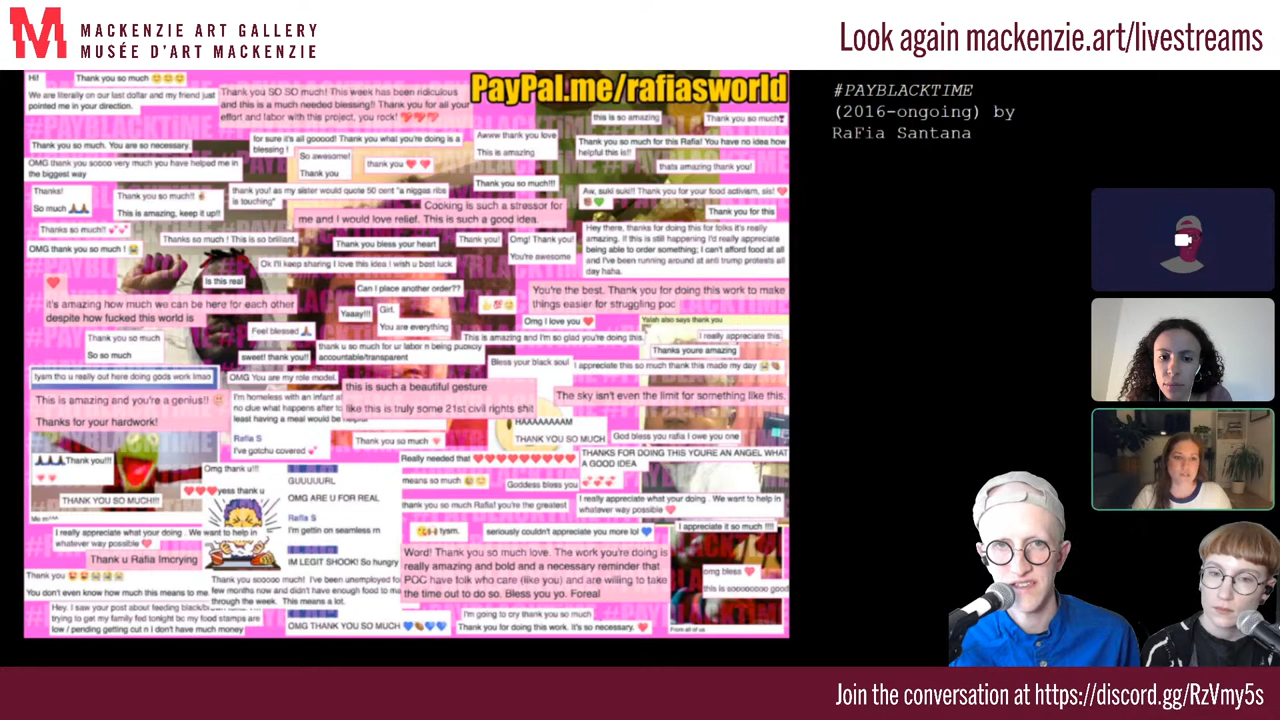 MACKENZIE ART GALLERY
MUSÉE D'ART MACKENZIE
Look again mackenzie.art/livestreams
Hi!
Thank you so much
We are literally on our last dollar and my friend just
pointed me in your direction.
Thank you SO SO much! This week has been ridiculous
and this is a much needed blessing!! Thank you for all your
effort and labor with this project, you rock!
PayPal.me/rafiasworld
this is so amazing
Thank you so much
#PAYBLACKTIME
(2016-ongoing) by
RaFia Santana
Thank you so much. You are so necessary.
for sure it's all gooood! Thank you what you're doing is a
blessing !
Awww thank you love
This is amazing
Thank you so much for this Rafia! You have no idea how
helpful this is!!
So awesome!
Thank you
thank you
thats amazing thank you!
OMG thank you soooo very much you have helped me in
the biggest way
Thank you so much!!!
Thanks!
So much
Thank you so much!!
This is amazing, keep it up!!
thank you! as my sister would quote 50 cent "a niggas ribs
is touching"
Aw, suki suki!! Thank you for your food activism, sis!
Cooking is such a stressor for
me and I would love relief. This is such a good idea.
Thank you for this
Thanks so much!!
Thanks so much ! This is so brilliant,
Thank you bless your heart
Thank you!
Omg! Thank you!
You're awesome
Hey there, thanks for doing this for folks it's really
amazing. If this is still happening I'd really appreciate
being able to order something; I can't afford food at all
and I've been running around at anti trump protests all
day haha.
OMG thank you so much !
Ok I'll keep sharing I love this idea I wish u best luck
Is this real
Can I place another order??
You're the best. Thank you for doing this work to make
things easier for struggling poc
it's amazing how much we can be here for each other
despite how fucked this world is
Yaaay!!!
Girl.
You are everything
Omg I love you
Yalah also says thank you
Feel blessed
This is amazing and I'm so glad you're doing this.
I really appreciate this.
Thank you so much
So so much
sweet! thank you!!
thank u so much for ur labor n being publicly
accountable/transparent
Thanks youre amazing
Bless your black soul
I appreciate this so much thank this made my day
tysm tho u really out here doing gods work lmao
OMG You are my role model.
this is such a beautiful gesture
like this is truly some 21st civil rights shit
The sky isn't even the limit for something like this.
This is amazing and you're a genius!!
Thanks for your hardwork!
I'm homeless with an infant
no clue what happens after
least having a meal would be
Rafia S
I've gotchu covered
HAAAAAAAM
THANK YOU SO MUCH
God bless you rafia I owe you one
Thank you so much
Thank you!!!
Really needed that
THANKS FOR DOING THIS YOURE AN ANGEL WHAT
A GOOD IDEA
Omg thank u!!!
GUUUUURL
means so much
Goddess bless you
yess thank u
OMG ARE U FOR REAL
THANK YOU SO MUCH!!!
thank you so much Rafia! you're the greatest
I really appreciate what your doing . We want to help in
whatever way possible
Rafia S
I'm gettin on seamless rn
I really appreciate what your doing . We want to help in
whatever way possible
tysm.
seriously couldn't appreciate you more lol
I appreciate it so much !!!!
Thank u Rafia Imcrying
IM LEGIT SHOOK! So hungry
Word! Thank you so much love. The work you're doing is
really amazing and bold and a necessary reminder that
POC have folk who care (like you) and are willing to take
the time out to do so. Bless you yo. Foreal
omg bless
this is sooooooo good
Thank you
You don't even know how much this means to me.
Thank you sooooo much! I've been unemployed fo
few months now and didn't have enough food to ma
through the week. This means a lot.
Hey. I saw your post about feeding
trying to get my family fed tonight bc my food stamps are
low / pending getting cut n I don't have much money
OMG THANK YOU SO MUCH
I'm going to cry thank you so much
Thank you for doing this work. It's so necessary.
From all of us
Join the conversation at https://discord.gg/RzVmy5s